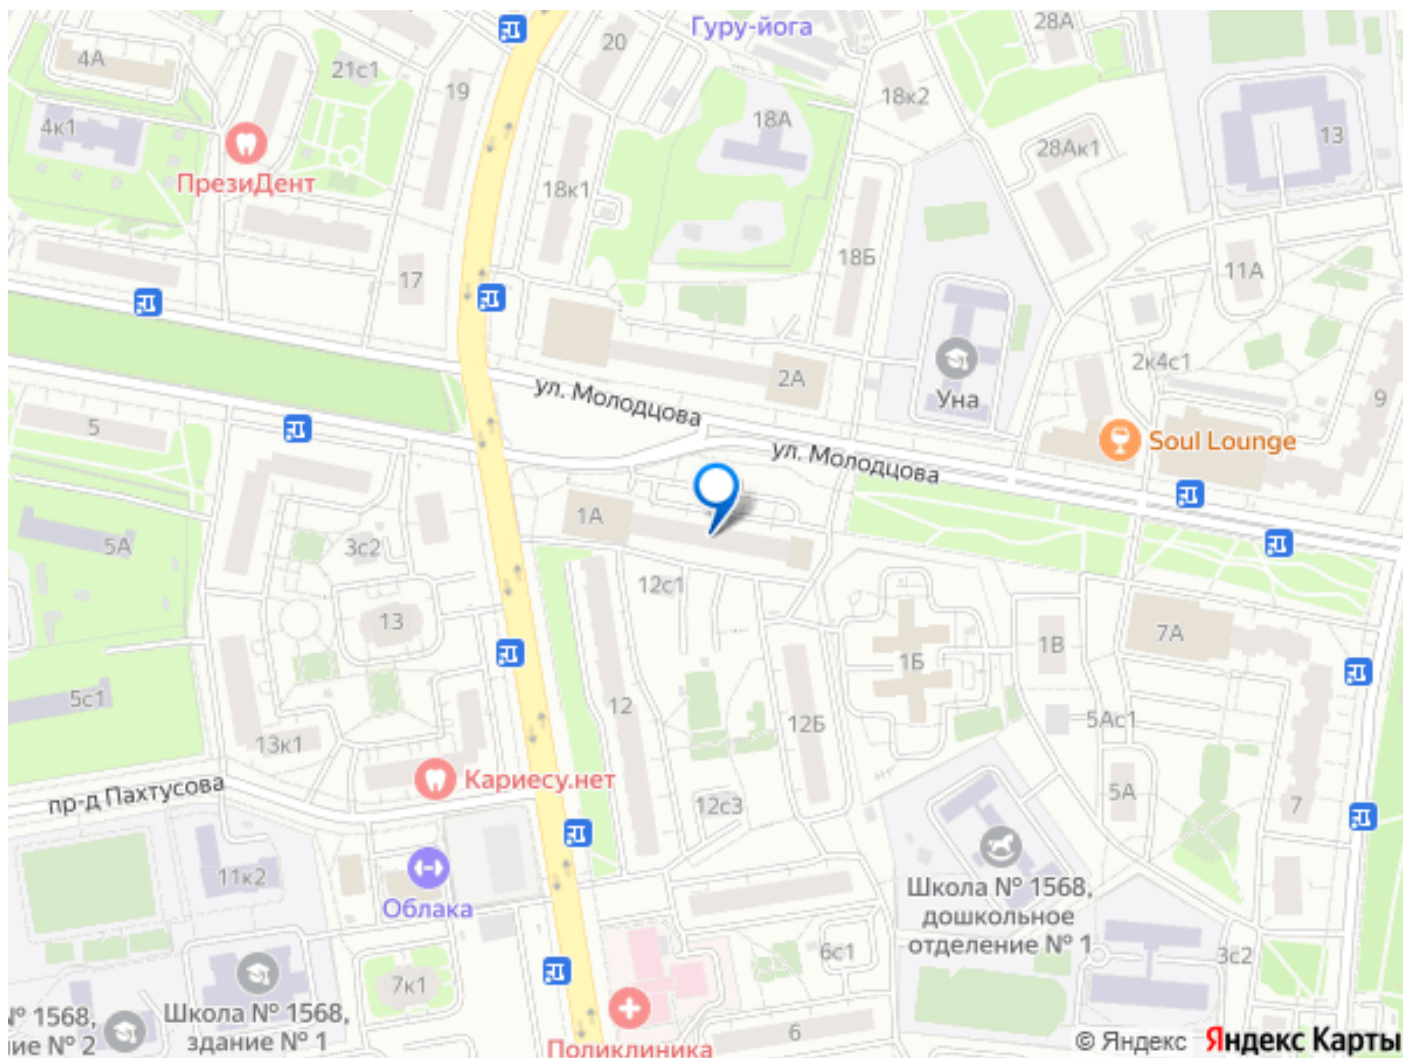 Гуру-йога
28А
20
4А
21с1
19
18к2
18А
4к1
13
28Ак1
ПрезиДент
18к1
18Б
11А
17
2к4с1
2А
ул. Молодцова
Уна
9
5
Soul Lounge
ул. Молодцова
1А
5А
3с2
12с1
13
7А
1В
1Б
5с1
12
12Б
5Ас1
13к1
Кариесу.нет
пр-д Пахтусова
5А
7
12с3
11к2
Облака
Школа № 1568,
дошкольное
отделение № 1
6с1
3с2
7к1
Школа № 1568,
здание № 1
№ 1568,
ие № 2
6
Поликлиника
© Яндекс Яндекс Карты